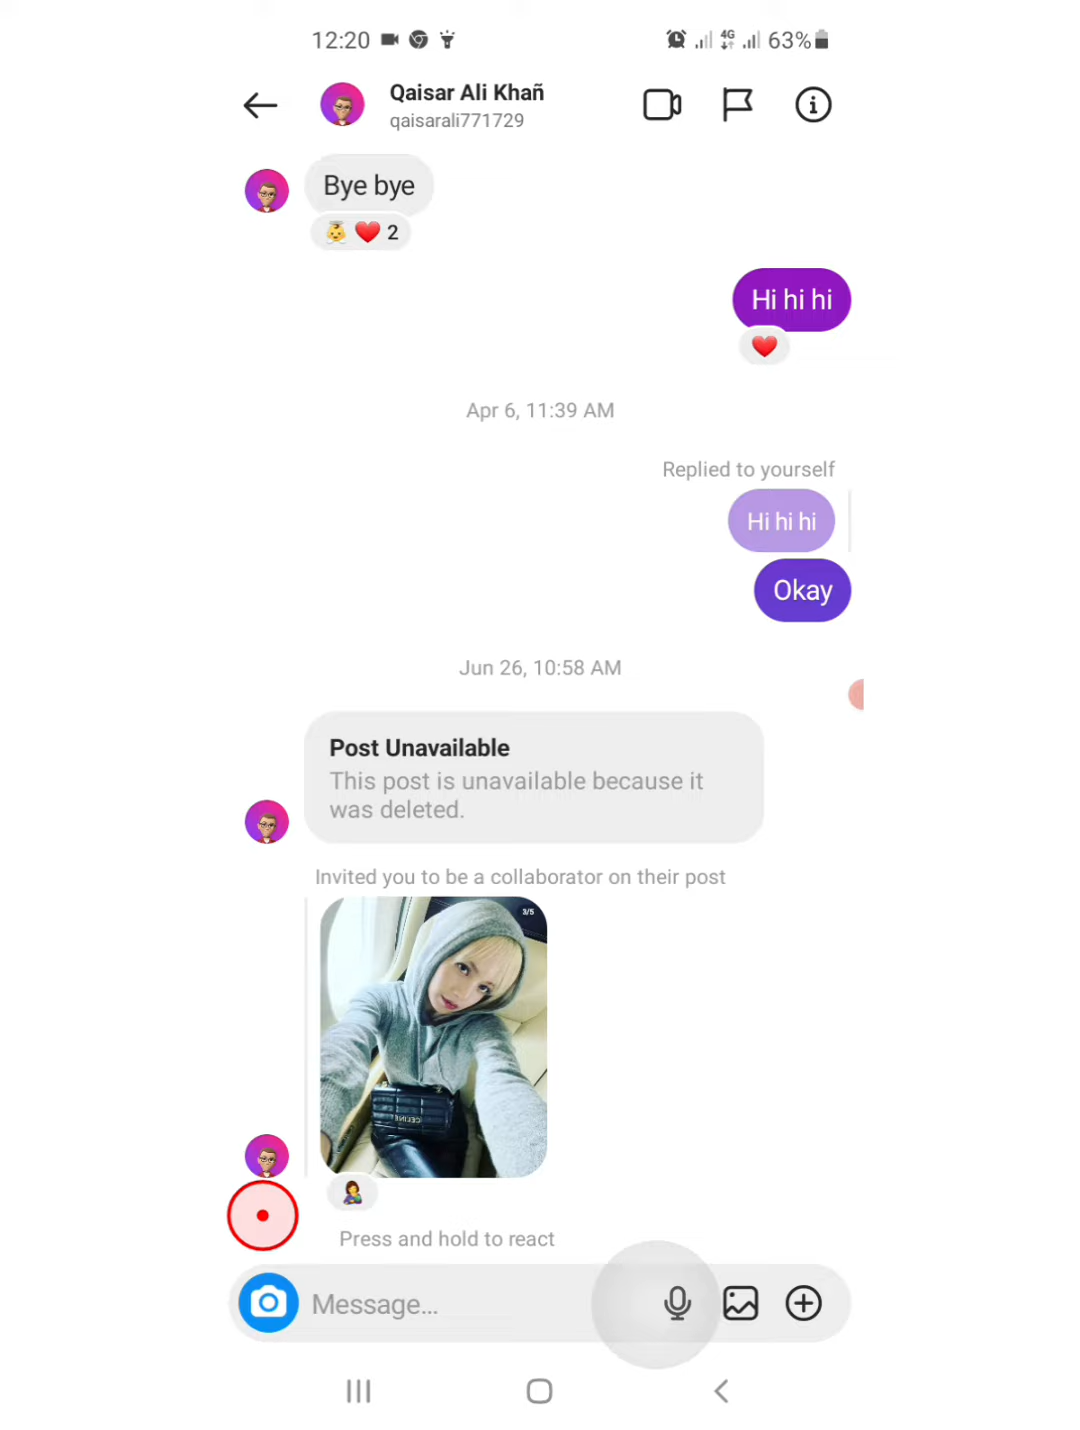 12:20 4G 63%
Qaisar Ali Khañ
qaisarali771729
Bye bye
2
Hi hi hi
Apr 6, 11:39 AM
Replied to yourself
Hi hi hi
Okay
Jun 26, 10:58 AM
Post Unavailable
This post is unavailable because it
was deleted.
Invited you to be a collaborator on their post
3/5
CELINE
Press and hold to react
Message...